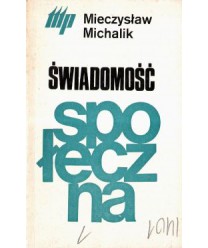 Mieczysław
Michalik
ŚWIADOMOŚĆ
spo
łecz
na